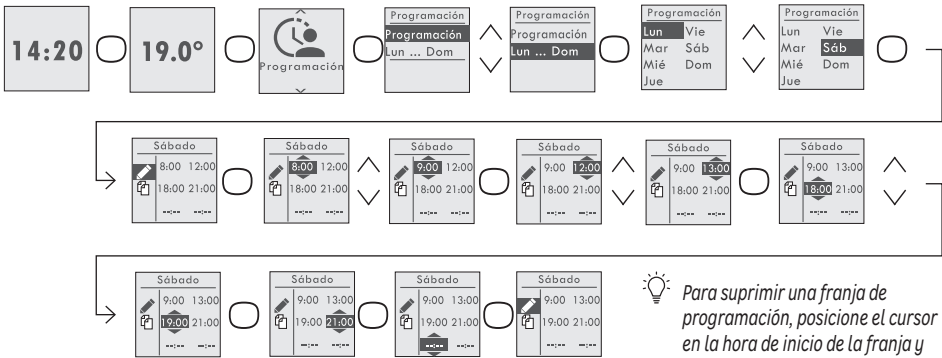 14:20
19.0°
Programación
Programación
Programación
Lun ... Dom
Programación
Programación
Lun ... Dom
Programación
Lun Vie
Mar Sáb
Mié Dom
Jue
Programación
Lun Vie
Mar Sáb
Mié Dom
Jue
Sábado
8:00 12:00
18:00 21:00
--:-- --:--
Sábado
8:00 12:00
18:00 21:00
--:-- --:--
Sábado
9:00 12:00
18:00 21:00
--:-- --:--
Sábado
9:00 12:00
18:00 21:00
--:-- --:--
Sábado
9:00 13:00
18:00 21:00
--:-- --:--
Sábado
9:00 13:00
18:00 21:00
--:-- --:--
Sábado
9:00 13:00
19:00 21:00
--:-- --:--
Sábado
9:00 13:00
19:00 21:00
--:-- --:--
Sábado
9:00 13:00
19:00 21:00
--:-- --:--
Sábado
9:00 13:00
19:00 21:00
--:-- --:--
Para suprimir una franja de
programación, posicione el cursor
en la hora de inicio de la franja y